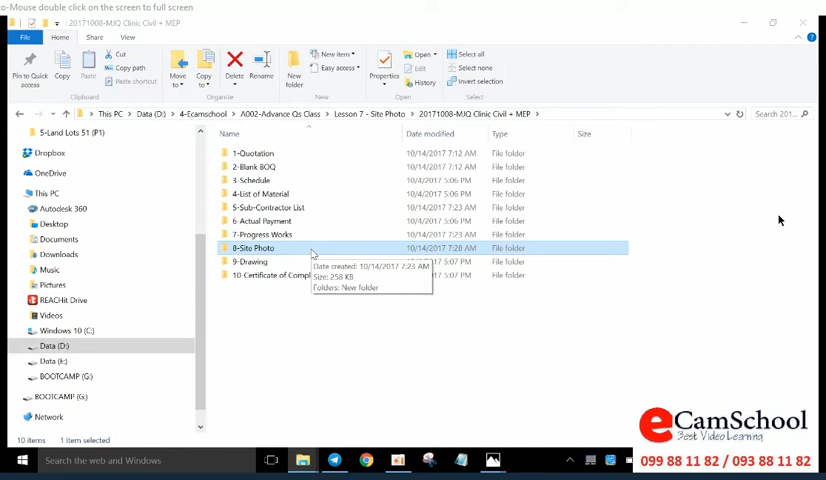 to-Mouse double click on the screen to full screen
20171008-MJQ Clinic Civil + MEP
File Home Share View
Pin to Quick access
Copy
Paste
Cut
Copy path
Paste shortcut
Clipboard
Move to
Copy to
Delete
Rename
Organize
New folder
New item
Easy access
New
Properties
Open
Edit
History
Open
Select all
Select none
Invert selection
Select
This PC > Data (D:) > 4-Ecamschool > A002-Advance Qs Class > Lesson 7 - Site Photo > 20171008-MJQ Clinic Civil + MEP >
Search 201...
Name Date modified Type Size
1-Quotation 10/14/2017 7:12 AM File folder
2-Blank BOQ 10/14/2017 7:12 AM File folder
3-Schedule 10/4/2017 5:06 PM File folder
4-List of Material 10/4/2017 5:06 PM File folder
5-Sub-Contractor List 10/14/2017 7:23 AM File folder
6-Actual Payment 10/4/2017 5:06 PM File folder
7-Progress Works 10/14/2017 7:23 AM File folder
8-Site Photo 10/14/2017 7:28 AM File folder
9-Drawing 5:07 PM File folder
10-Certificate of Compl 5:07 PM File folder
Date created: 10/14/2017 7:23 AM
Size: 258 KB
Folders: New folder
5-Land Lots 51 (P1)
Dropbox
OneDrive
This PC
Autodesk 360
Desktop
Documents
Downloads
Music
Pictures
REACHit Drive
Videos
Windows 10 (C:)
Data (D:)
Data (E:)
BOOTCAMP (G:)
BOOTCAMP (G:)
Network
10 items 1 item selected
Search the web and Windows
eCamSchool
Best Video Learning
099 88 11 82 / 093 88 11 82